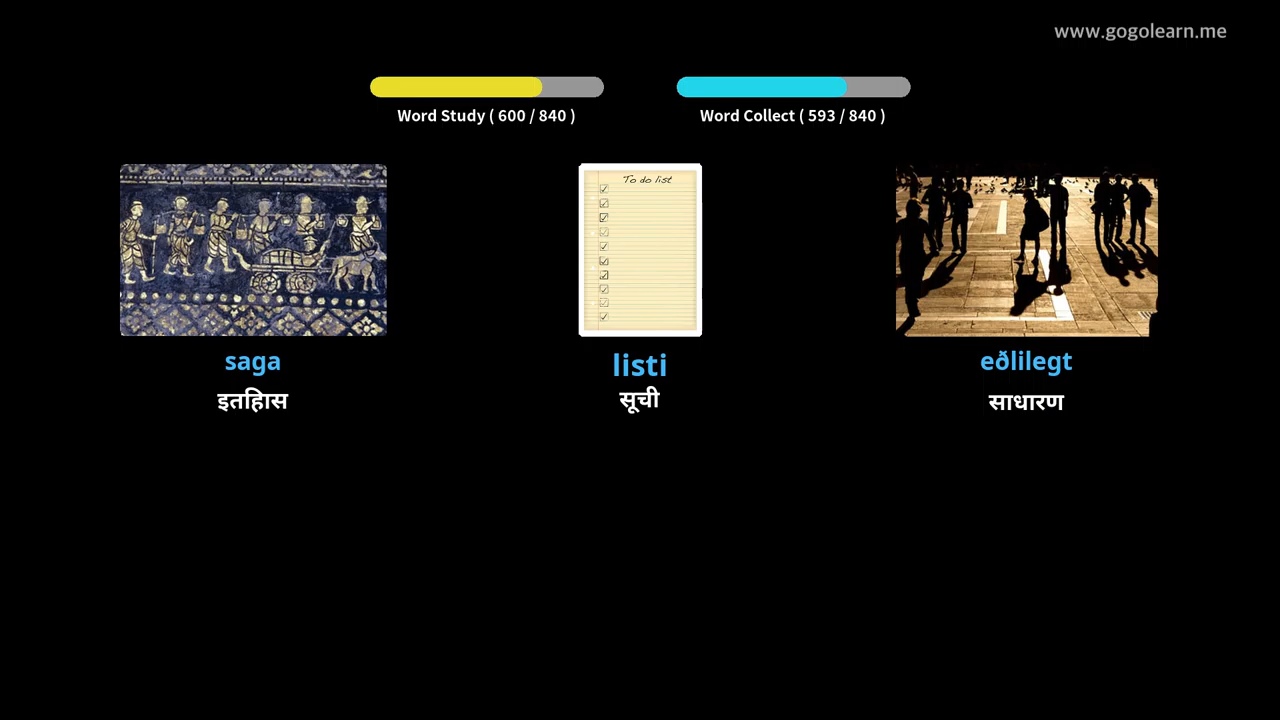 www.gogolearn.me
Word Study ( 600 / 840 )
Word Collect ( 593 / 840 )
To do list
saga
listi
eðlilegt
इतिहास
सूची
साधारण